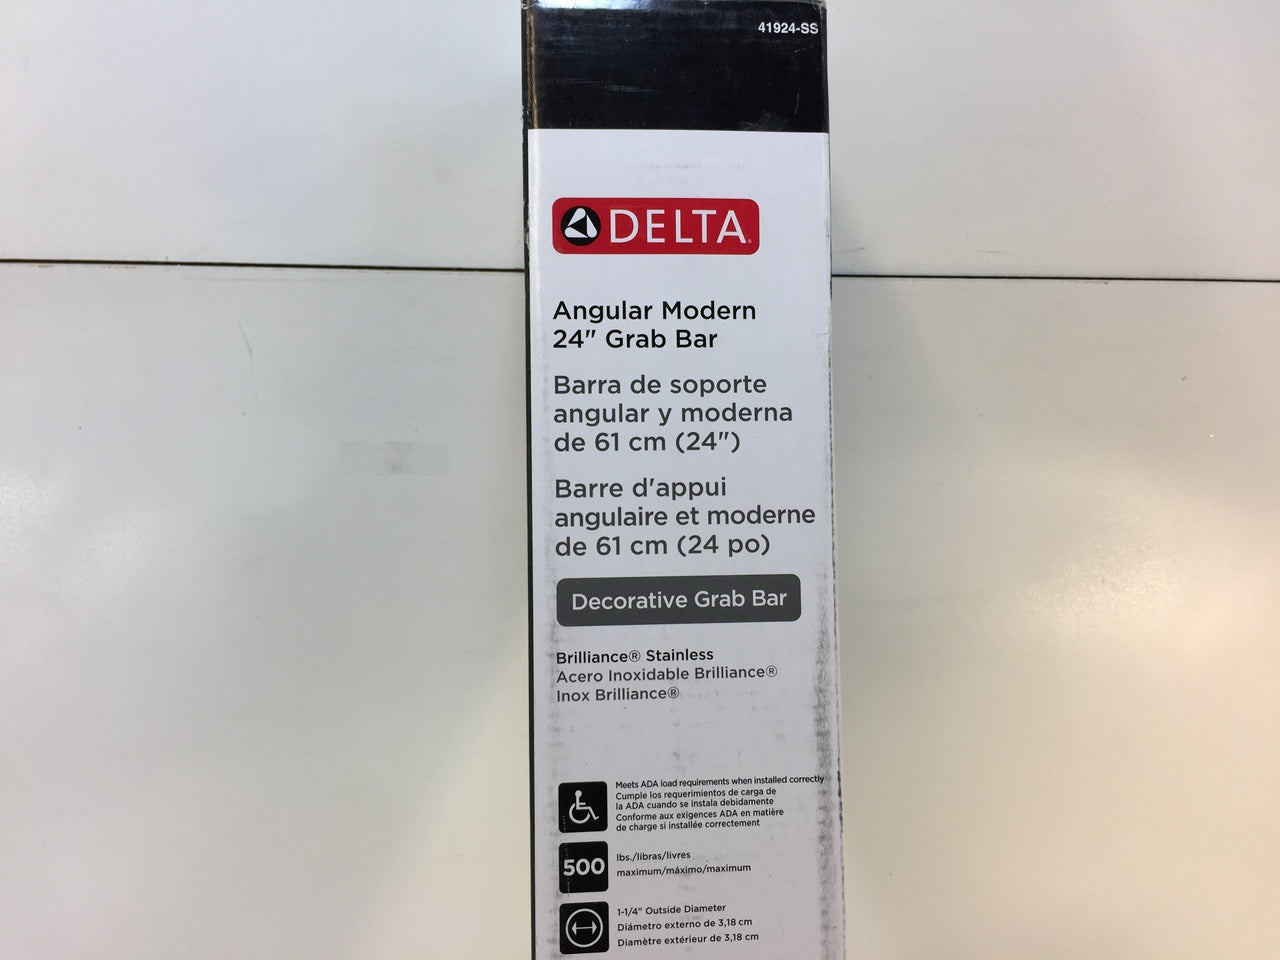 41924-SS
DELTA
Angular Modern
24" Grab Bar
Barra de soporte
angular y moderna
de 61 cm (24")
Barre d'appui
angulaire et moderne
de 61 cm (24 po)
Decorative Grab Bar
Brilliance® Stainless
Acero Inoxidable Brilliance®
Inox Brilliance®
Meets ADA load requirements when installed correctly
Cumple los requerimientos de carga de
la ADA cuando se instala debidamente
Conforme aux exigences ADA en matière
de charge si installée correctement
500
lbs./libras/livres
maximum/máximo/maximum
1-1/4" Outside Diameter
Diámetro externo de 3,18 cm
Diamètre extérieur de 3,18 cm